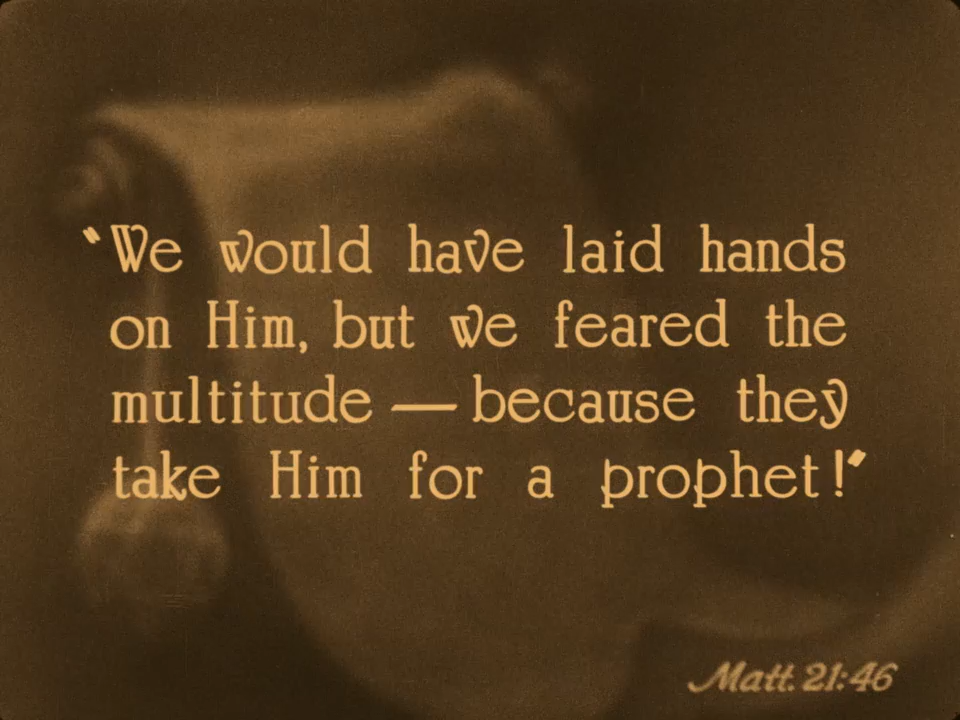 "We would have laid hands
on Him, but we feared the
multitude — because they
take Him for a prophet!"
Matt. 21:46